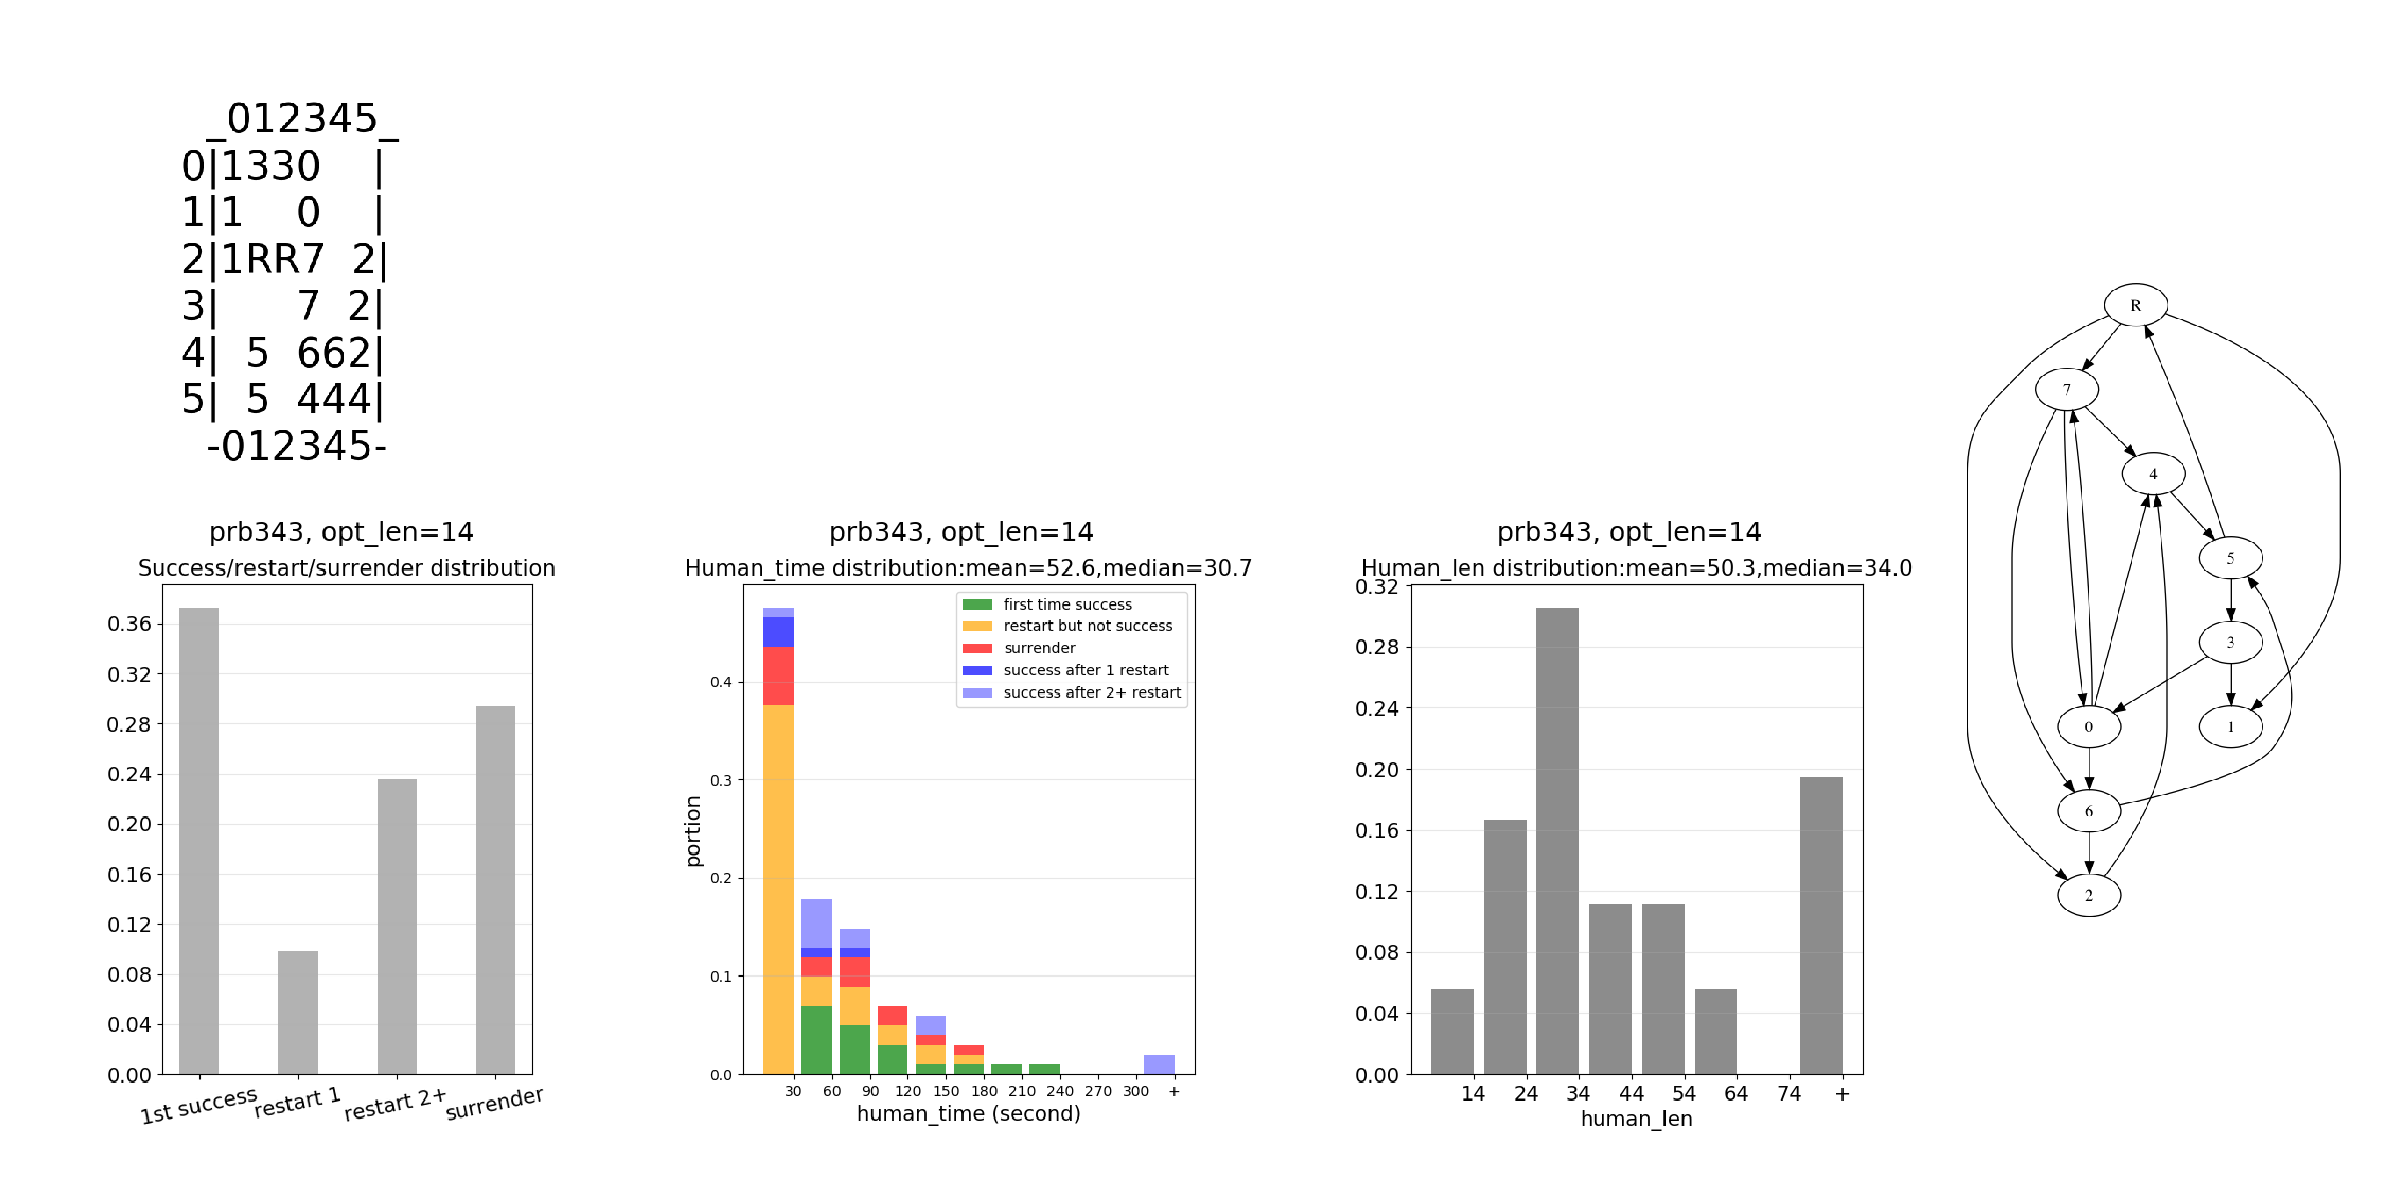 _012345_
0|1330    |
1|1    0    |
2|1RR7  2|
3|      7  2|
4|  5  662|
5|  5  444|
-012345-
prb343, opt_len=14
Success/restart/surrender distribution
0.36
0.32
0.28
0.24
0.20
0.16
0.12
0.08
0.04
0.00
1st success
restart 1
restart 2+
surrender
prb343, opt_len=14
Human_time distribution:mean=52.6,median=30.7
first time success
restart but not success
surrender
success after 1 restart
success after 2+ restart
portion
0.4
0.3
0.2
0.1
0.0
30 60 90 120 150 180 210 240 270 300 +
human_time (second)
prb343, opt_len=14
Human_len distribution:mean=50.3,median=34.0
0.32
0.28
0.24
0.20
0.16
0.12
0.08
0.04
0.00
14 24 34 44 54 64 74 +
human_len
R
7
4
5
3
0
1
6
2